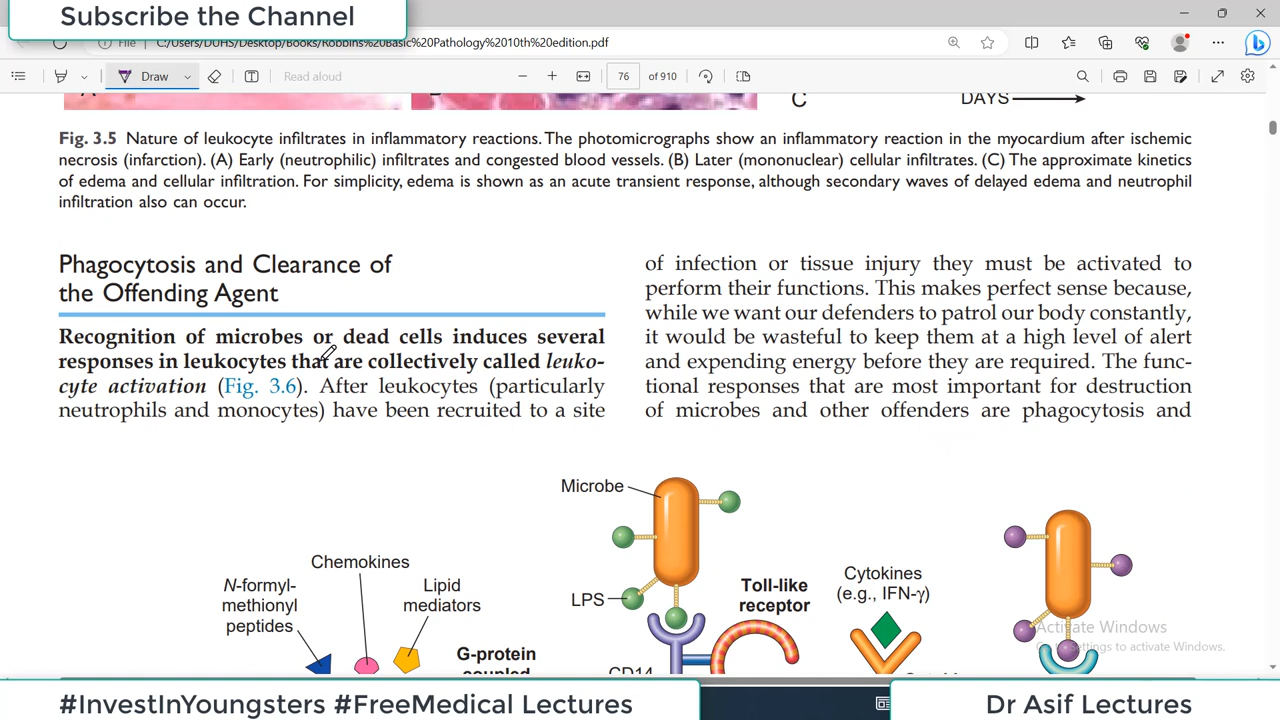 Subscribe the Channel
File
C:/Users/DUHS/Desktop/Books/Robbins%20Basic%20Pathology%2010th%20edition.pdf
Draw
Read aloud
76
of 910
C
DAYS
Fig. 3.5 Nature of leukocyte infiltrates in inflammatory reactions. The photomicrographs show an inflammatory reaction in the myocardium after ischemic
necrosis (infarction). (A) Early (neutrophilic) infiltrates and congested blood vessels. (B) Later (mononuclear) cellular infiltrates. (C) The approximate kinetics
of edema and cellular infiltration. For simplicity, edema is shown as an acute transient response, although secondary waves of delayed edema and neutrophil
infiltration also can occur.
Phagocytosis and Clearance of
the Offending Agent
Recognition of microbes or dead cells induces several
responses in leukocytes that are collectively called leuko-
cyte activation (Fig. 3.6). After leukocytes (particularly
neutrophils and monocytes) have been recruited to a site
of infection or tissue injury they must be activated to
perform their functions. This makes perfect sense because,
while we want our defenders to patrol our body constantly,
it would be wasteful to keep them at a high level of alert
and expending energy before they are required. The func-
tional responses that are most important for destruction
of microbes and other offenders are phagocytosis and
Microbe
Chemokines
N-formyl-
methionyl
peptides
Lipid
mediators
LPS
Toll-like
receptor
Cytokines
(e.g., IFN-γ)
G-protein
coupled
CD14
Activate Windows
Settings to activate Windows.
#InvestInYoungsters #FreeMedical Lectures
Dr Asif Lectures